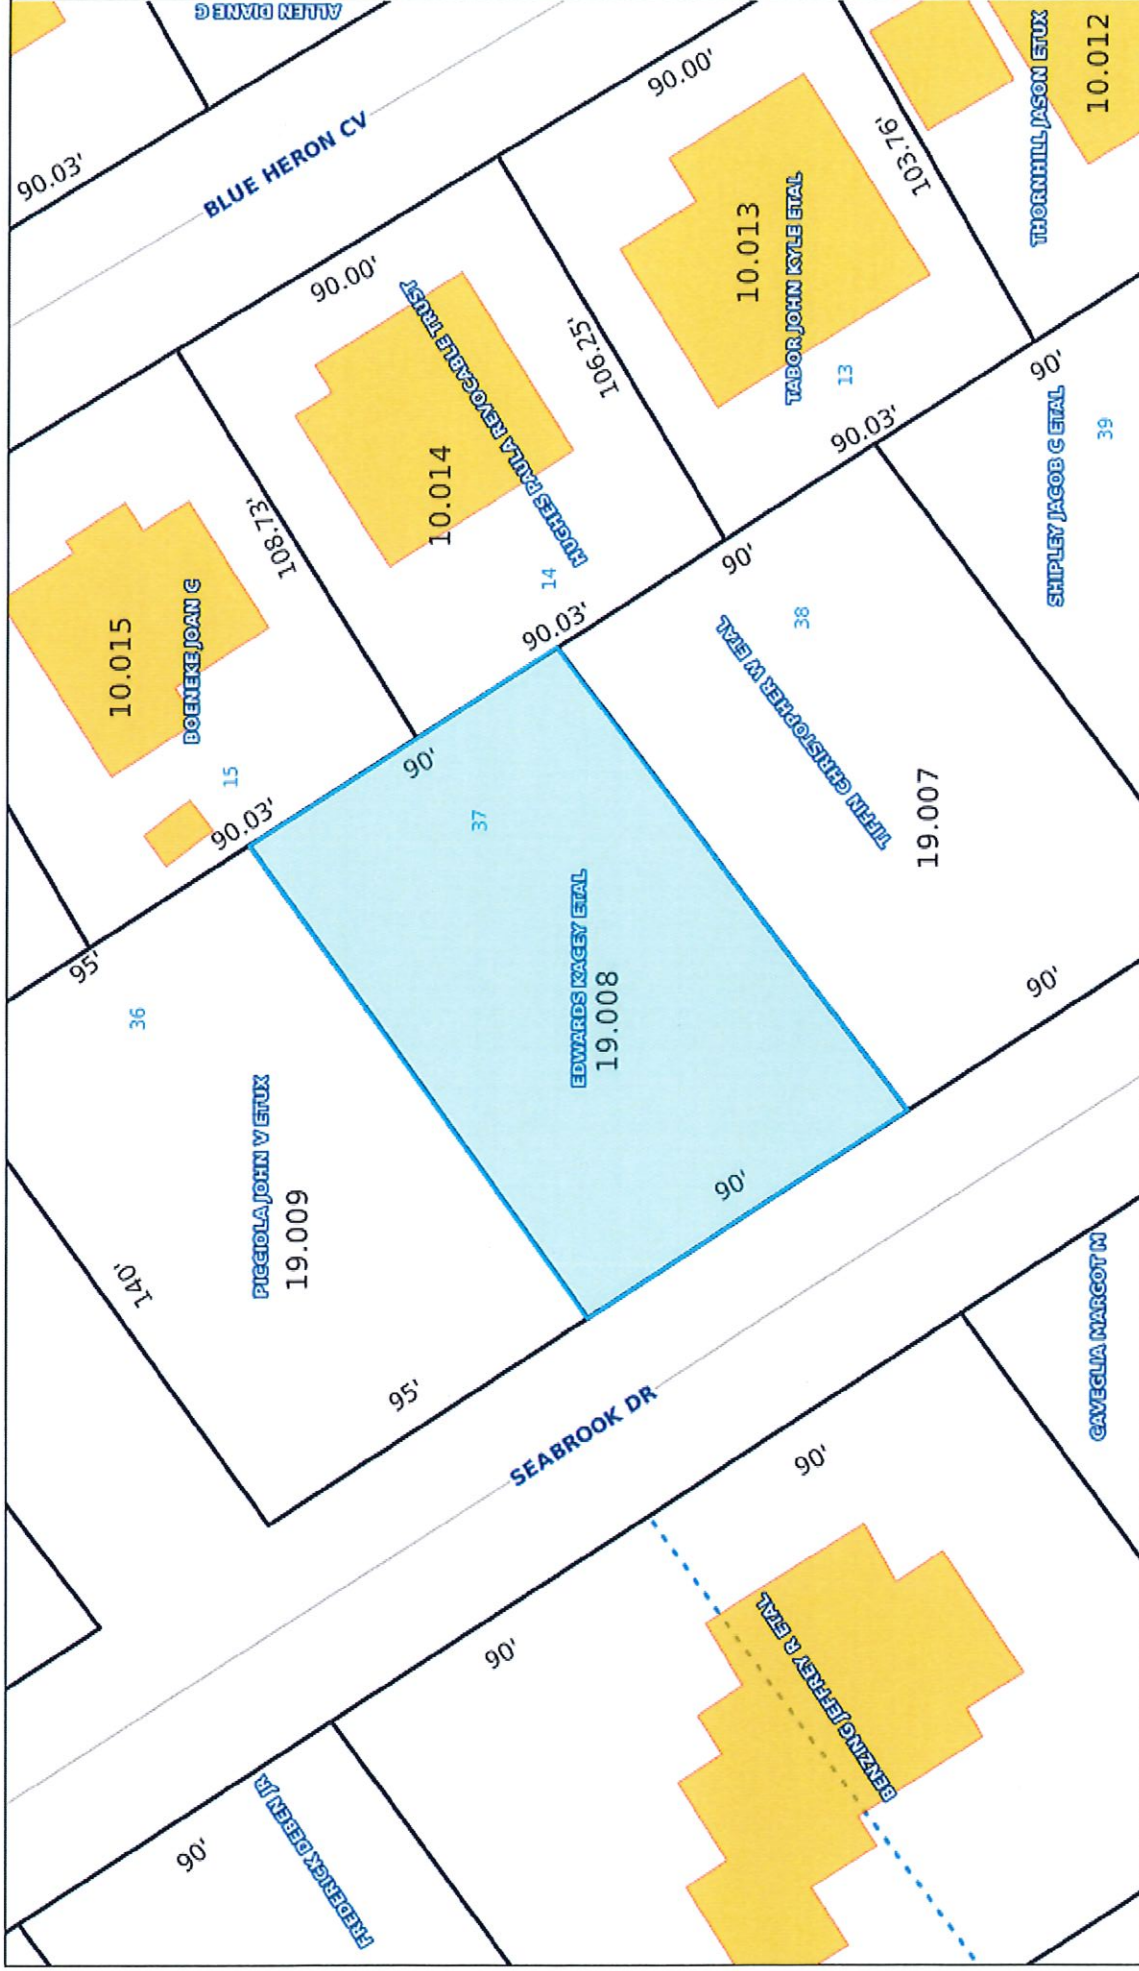 ALLEN DIANE G
90.03'
BLUE HERON CV
90.00'
10.012
THORNHILL JASON ETUX
103.76'
10.013
TABOR JOHN KYLE ETAL
13
90.00'
HUGHES PAULA REVOCABLE TRUST
10.014
14
106.25'
108.73'
10.015
BOENEKE JOAN C
15
90.03'
90.03'
90.03'
90'
SHIPLEY JACOB C ETAL
39
90'
38
TIFFIN CHRISTOPHER W ETAL
19.007
90'
90'
37
EDWARDS KACEY ETAL
19.008
90'
95'
36
PICCIOLA JOHN V ETUX
19.009
140'
95'
SEABROOK DR
CAVEGLIA MARGOT M
90'
90'
BENZING JEFFREY R ETAL
90'
FREDERICK DEBEN JR